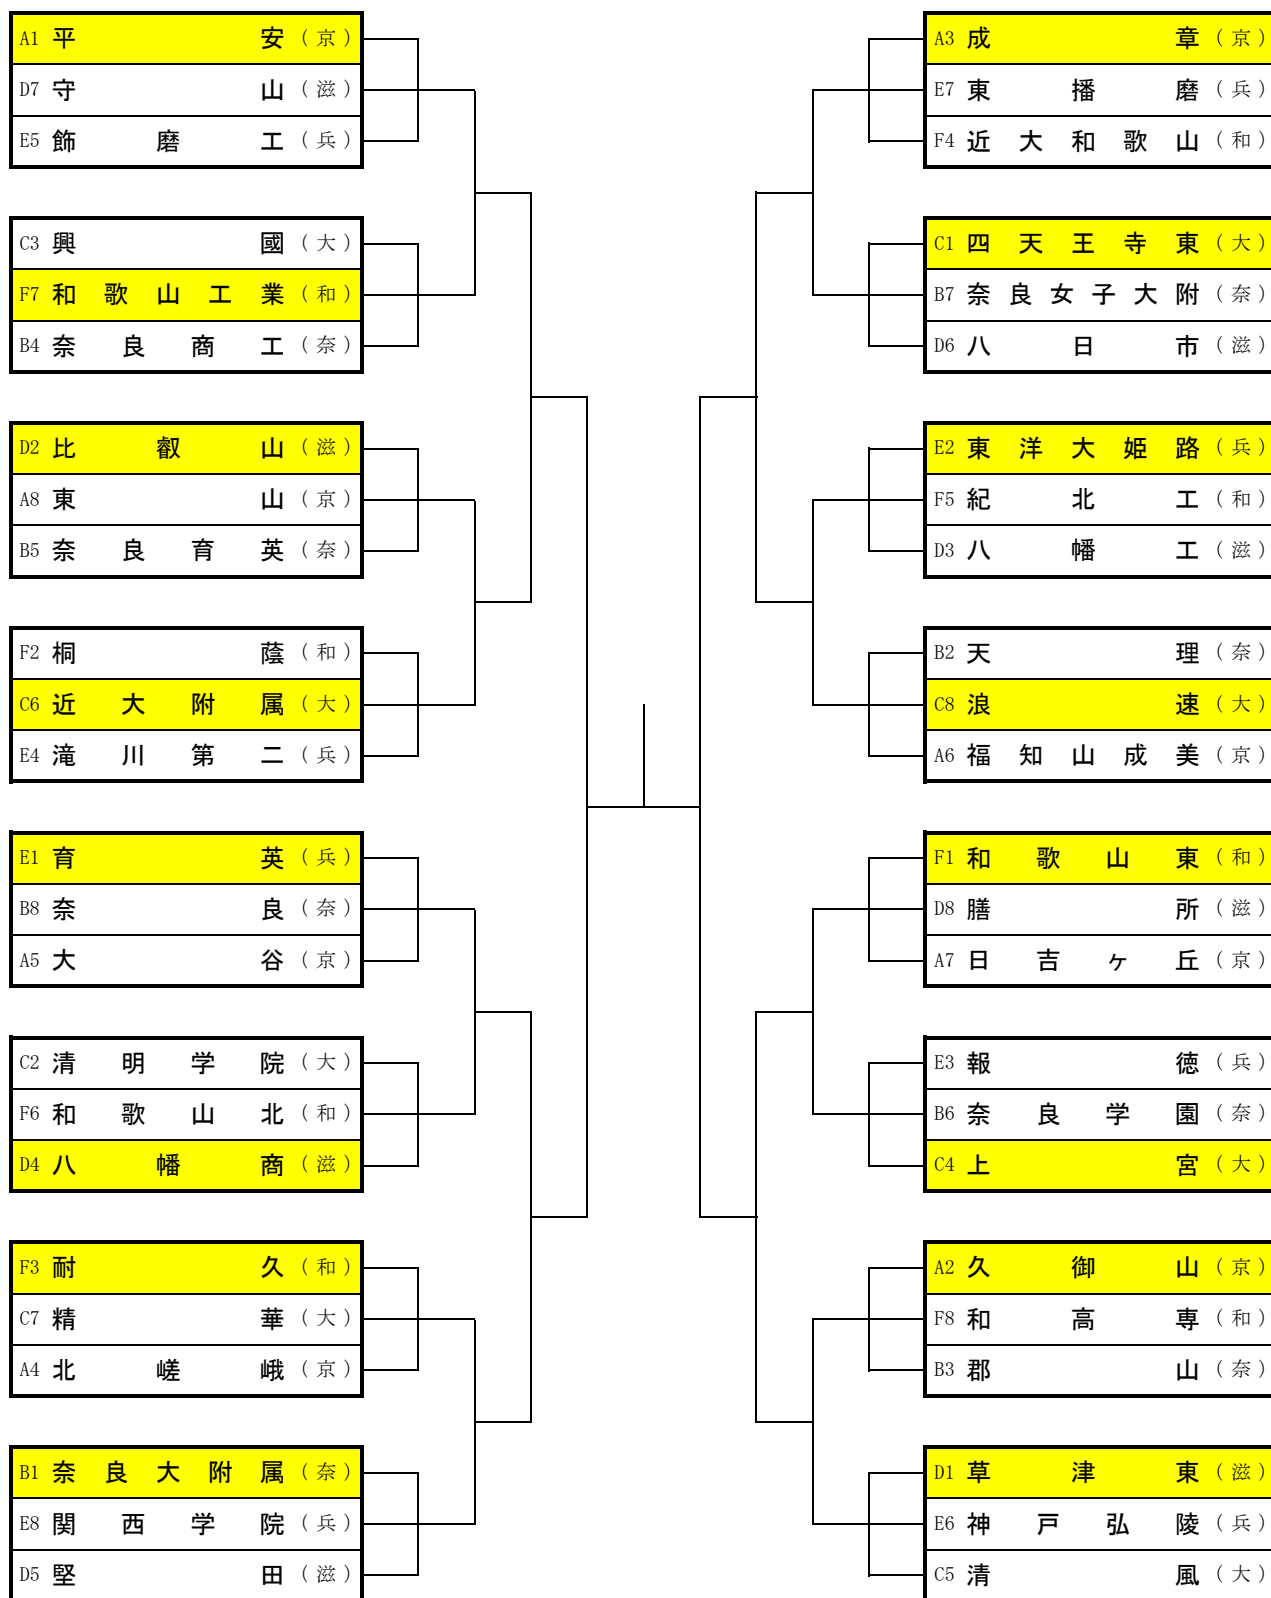 A1 平安（京）
D7 守山（滋）
E5 飾磨工（兵）
C3 興國（大）
F7 和歌山工業（和）
B4 奈良商工（奈）
D2 比叡山（滋）
A8 東山（京）
B5 奈良育英（奈）
F2 桐蔭（和）
C6 近大附属（大）
E4 滝川第二（兵）
E1 育英（兵）
B8 奈良（奈）
A5 大谷（京）
C2 清明学院（大）
F6 和歌山北（和）
D4 八幡商（滋）
F3 耐久（和）
C7 精華（大）
A4 北嵯峨（京）
B1 奈良大附属（奈）
E8 関西学院（兵）
D5 堅田（滋）
A3 成章（京）
E7 東播磨（兵）
F4 近大和歌山（和）
C1 四天王寺東（大）
B7 奈良女子大附（奈）
D6 八日市（滋）
E2 東洋大姫路（兵）
F5 紀北工（和）
D3 八幡工（滋）
B2 天理（奈）
C8 浪速（大）
A6 福知山成美（京）
F1 和歌山東（和）
D8 膳所（滋）
A7 日吉ヶ丘（京）
E3 報徳（兵）
B6 奈良学園（奈）
C4 上宮（大）
A2 久御山（京）
F8 和高専（和）
B3 郡山（奈）
D1 草津東（滋）
E6 神戸弘陵（兵）
C5 清風（大）